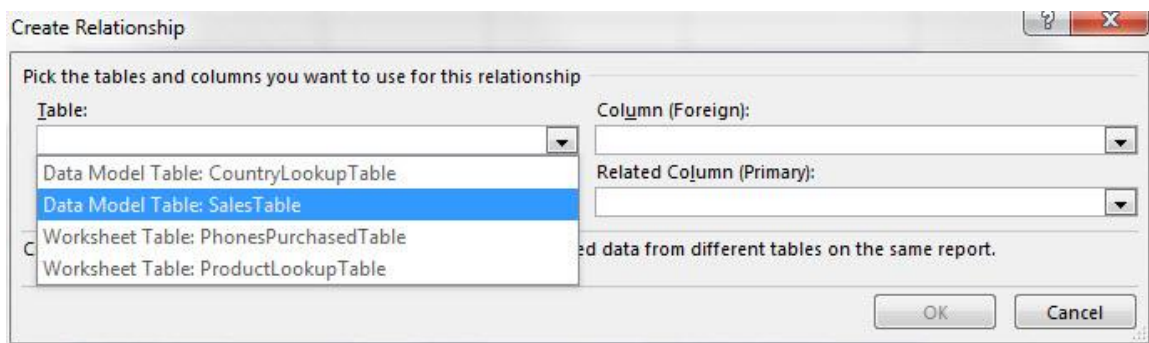 Create Relationship
?
Pick the tables and columns you want to use for this relationship
Table:
Column (Foreign):
Data Model Table: CountryLookupTable
Related Column (Primary):
Data Model Table: SalesTable
Worksheet Table: PhonesPurchasedTable
C ed data from different tables on the same report.
Worksheet Table: ProductLookupTable
OK Cancel